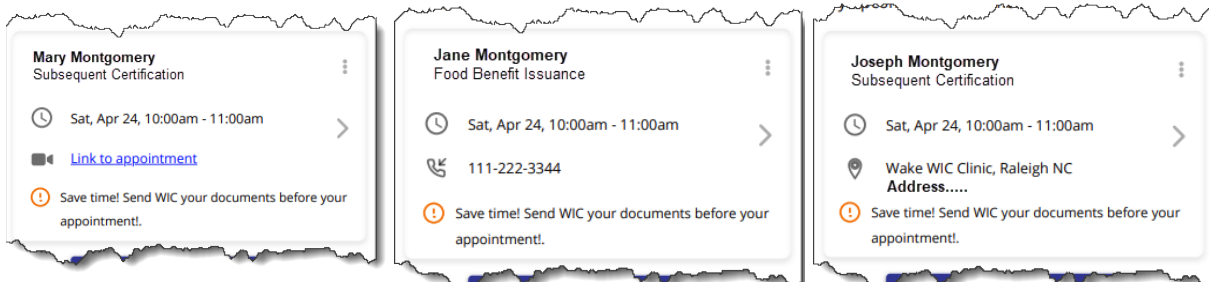 Mary Montgomery
Subsequent Certification
Sat, Apr 24, 10:00am - 11:00am
Link to appointment
Save time! Send WIC your documents before your
appointment!.
Jane Montgomery
Food Benefit Issuance
Sat, Apr 24, 10:00am - 11:00am
111-222-3344
Save time! Send WIC your documents before your
appointment!.
Joseph Montgomery
Subsequent Certification
Sat, Apr 24, 10:00am - 11:00am
Wake WIC Clinic, Raleigh NC
Address.....
Save time! Send WIC your documents before your
appointment!.